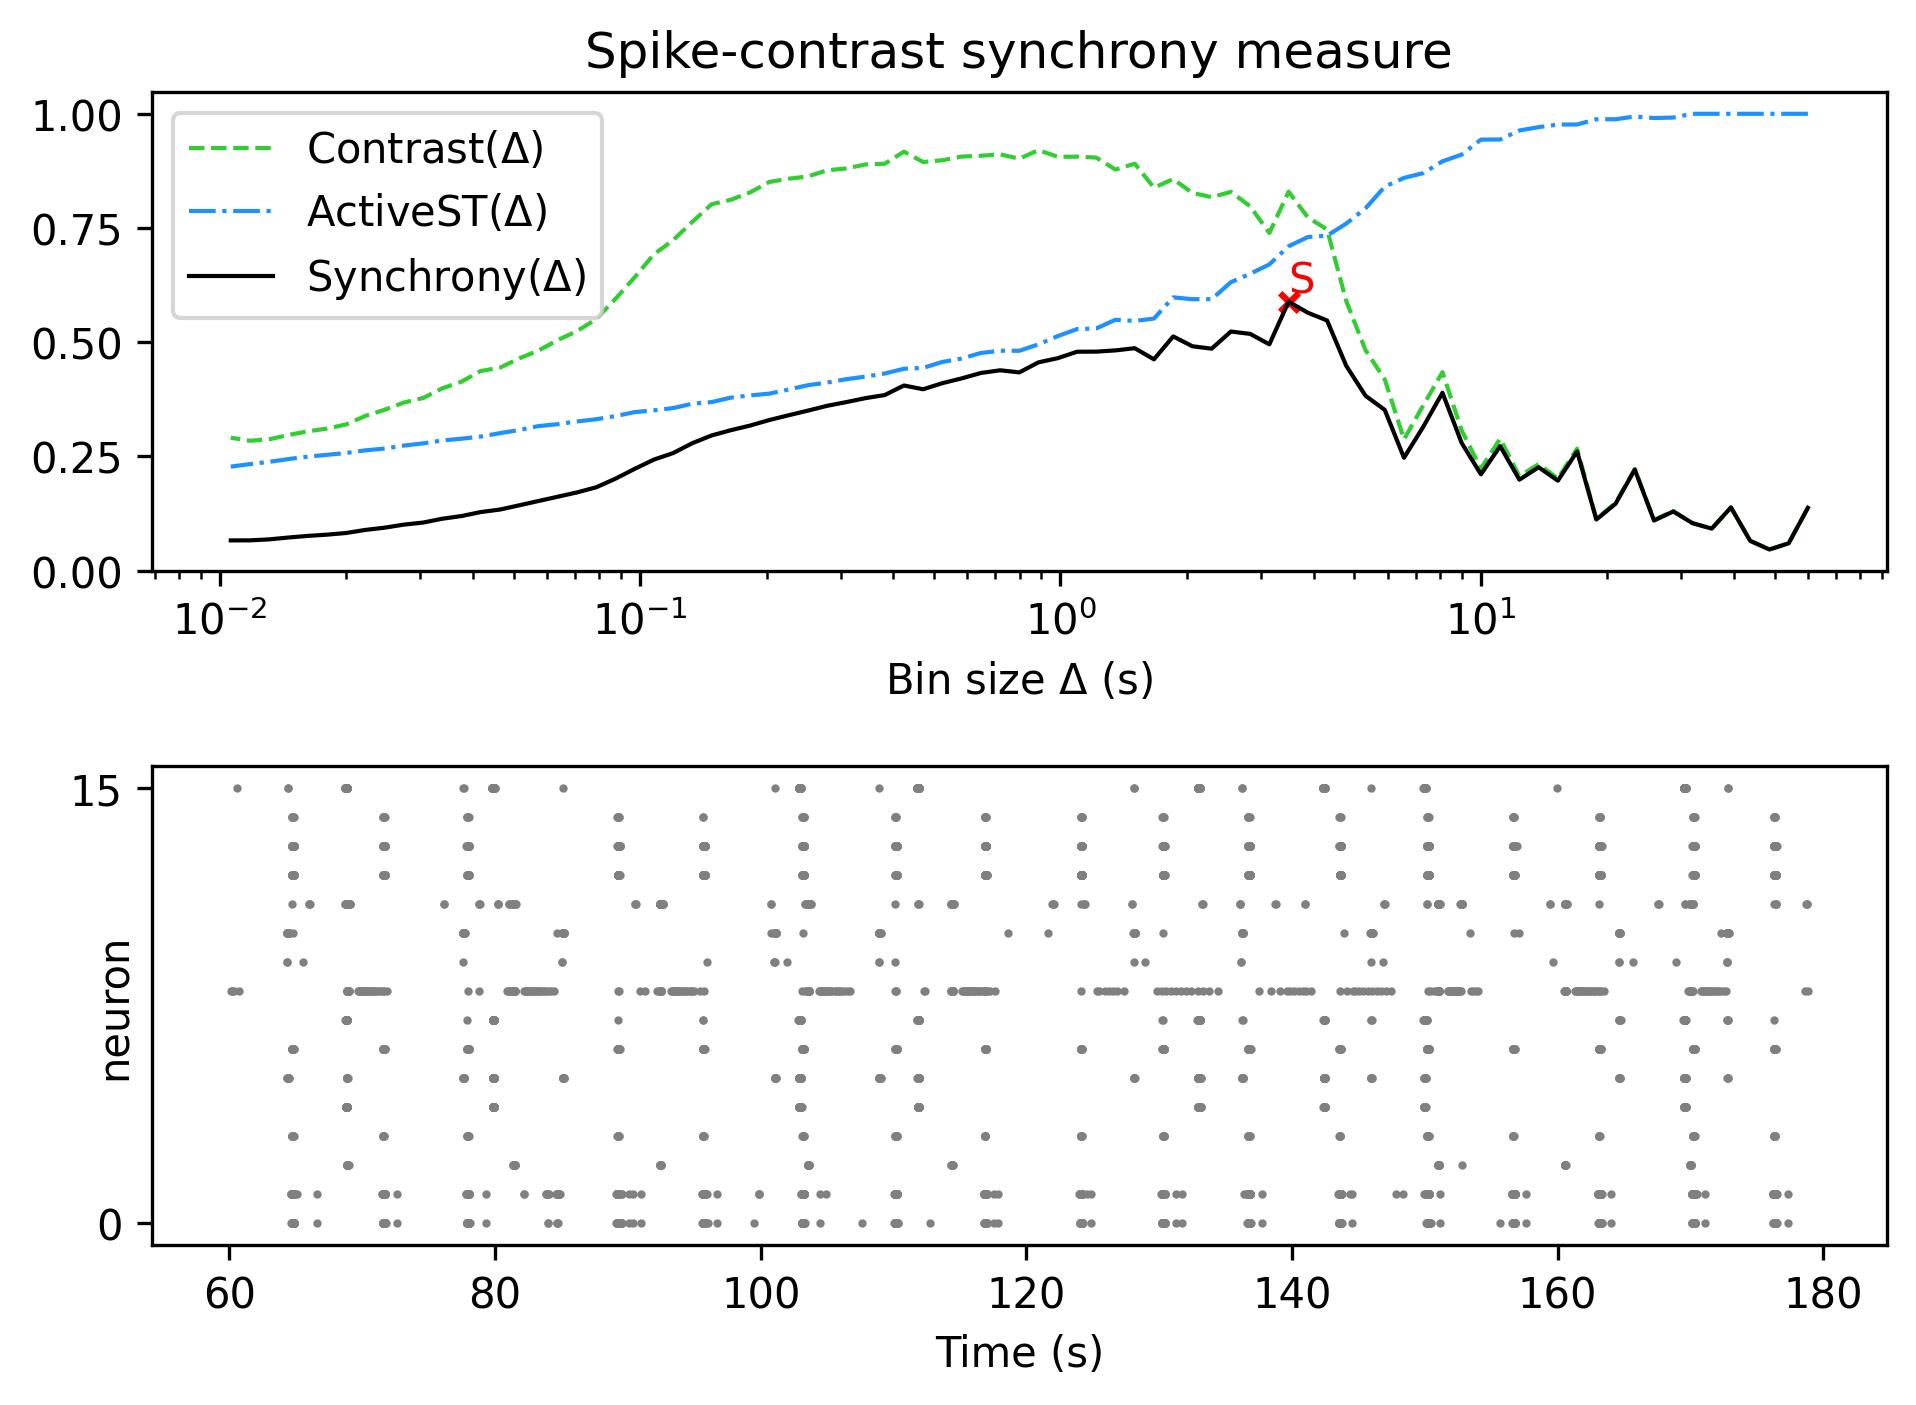 Spike-contrast synchrony measure
1.00
0.75
0.50
0.25
0.00
Contrast(Δ)
ActiveST(Δ)
Synchrony(Δ)
S
10⁻² 10⁻¹ 10⁰ 10¹
Bin size Δ (s)
15
0
neuron
60 80 100 120 140 160 180
Time (s)